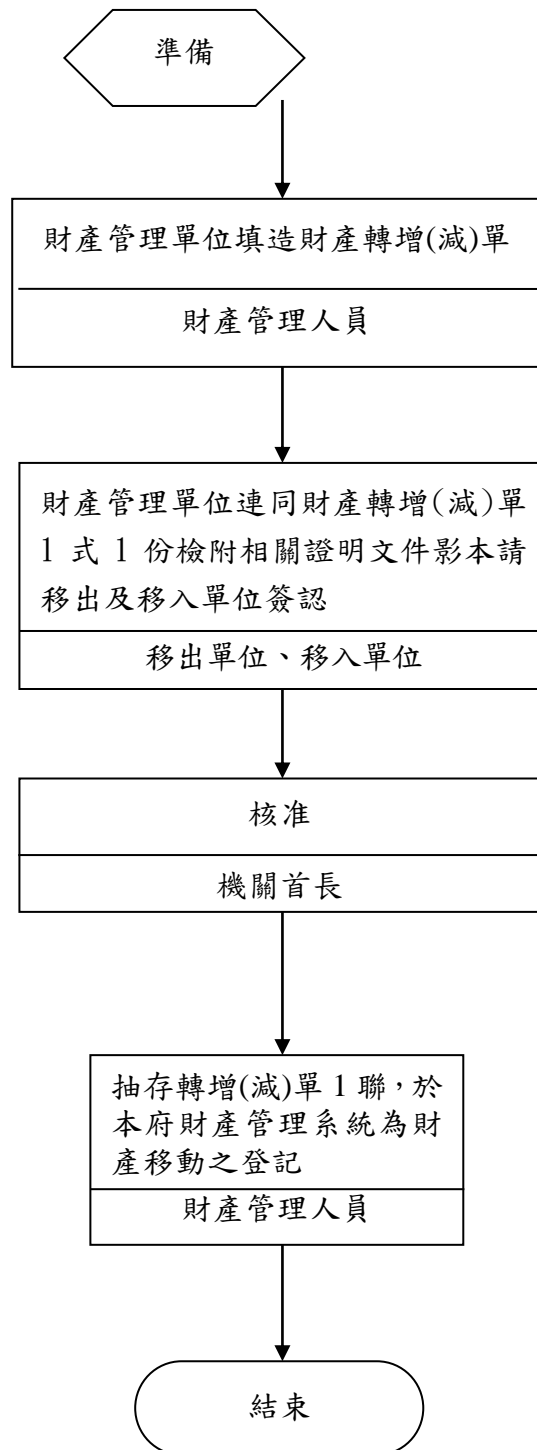 準備
財產管理單位填造財產轉增(減)單
財產管理人員
財產管理單位連同財產轉增(減)單
1 式 1 份檢附相關證明文件影本請
移出及移入單位簽認
移出單位、移入單位
核准
機關首長
抽存轉增(減)單 1 聯，於
本府財產管理系統為財
產移動之登記
財產管理人員
結束